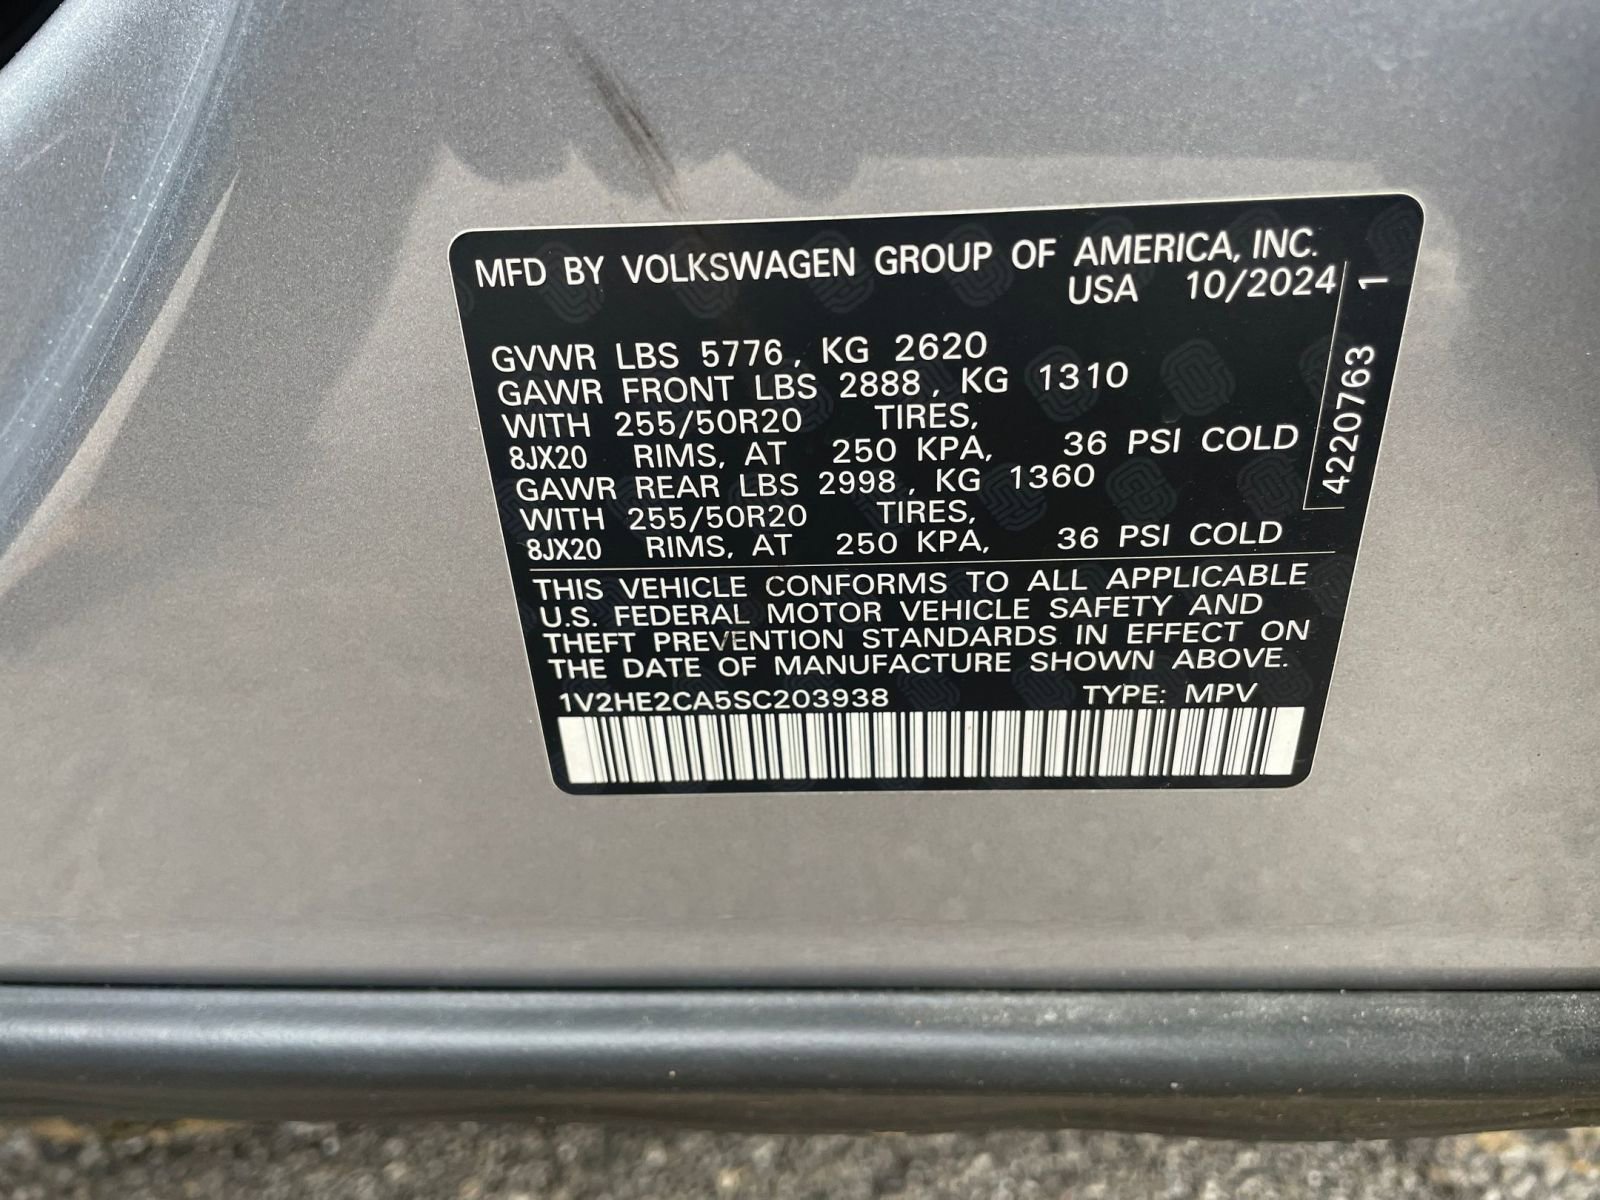 MFD BY VOLKSWAGEN GROUP OF AMERICA, INC.
USA 10/2024
GVWR LBS 5776, KG 2620
GAWR FRONT LBS 2888, KG 1310
WITH 255/50R20 TIRES,
8JX20 RIMS, AT 250 KPA, 36 PSI COLD
GAWR REAR LBS 2998, KG 1360
WITH 255/50R20 TIRES,
8JX20 RIMS, AT 250 KPA, 36 PSI COLD
THIS VEHICLE CONFORMS TO ALL APPLICABLE
U.S. FEDERAL MOTOR VEHICLE SAFETY AND
THEFT PREVENTION STANDARDS IN EFFECT ON
THE DATE OF MANUFACTURE SHOWN ABOVE.
1V2HE2CA5SC203938 TYPE: MPV
4220763 1